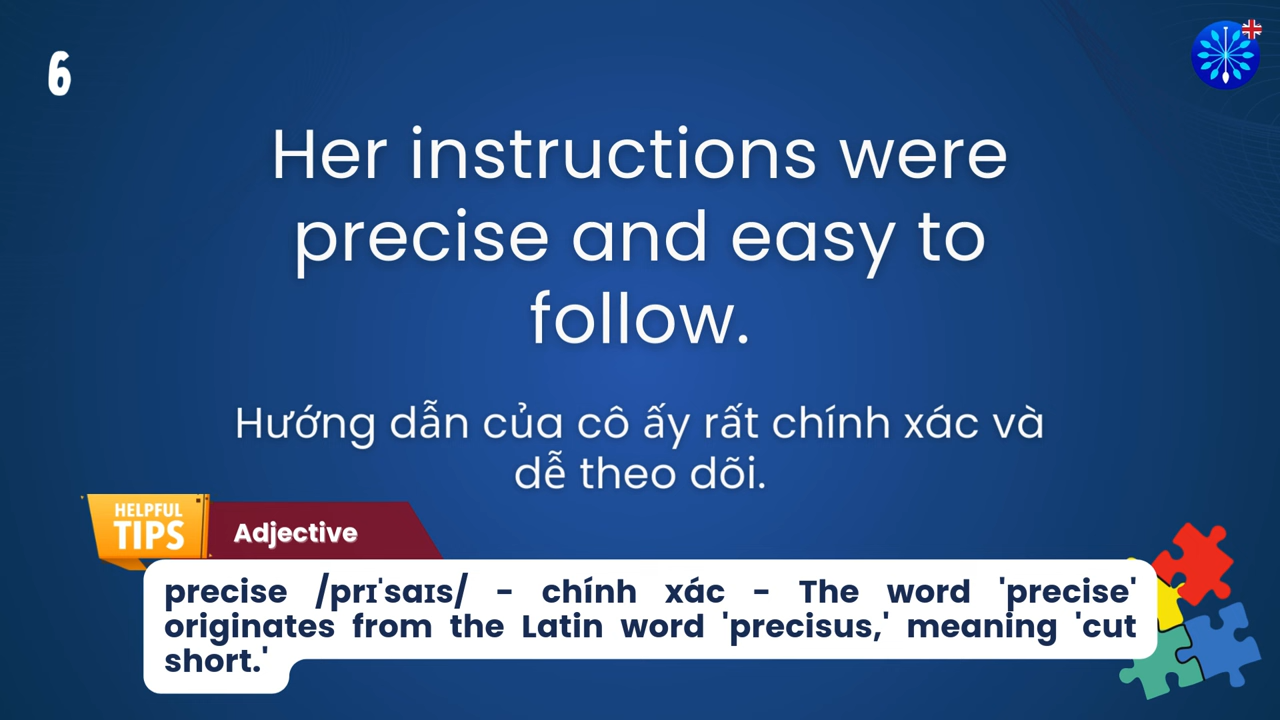 6
Her instructions were
precise and easy to
follow.
Hướng dẫn của cô ấy rất chính xác và
dễ theo dõi.
HELPFUL
TIPS
Adjective
precise /prɪˈsaɪs/ - chính xác - The word 'precise'
originates from the Latin word 'precisus,' meaning 'cut
short.'